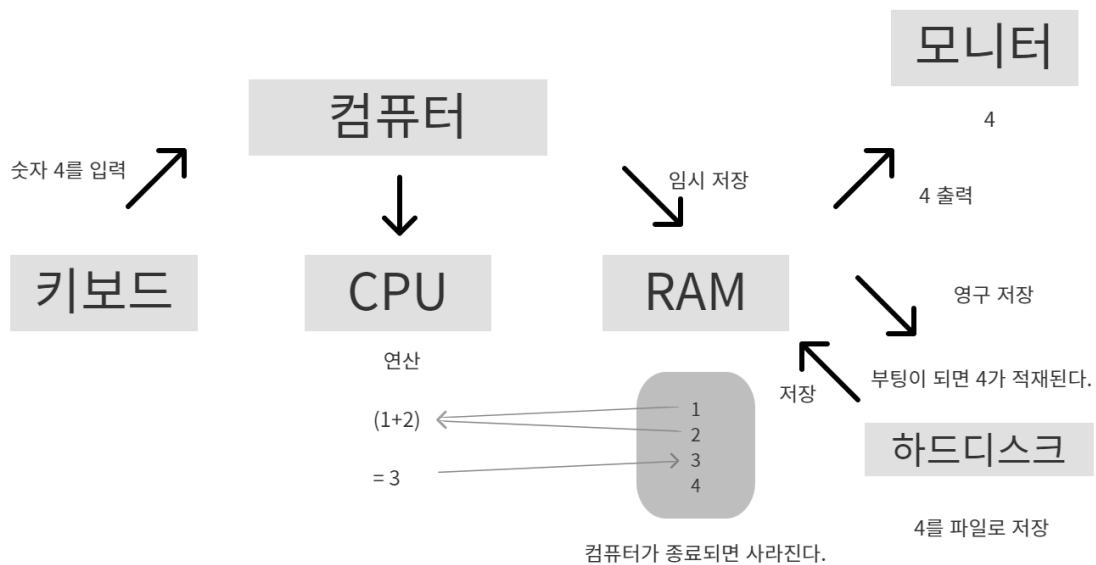 모니터
컴퓨터
4
숫자 4를 입력
임시 저장
4 출력
키보드
CPU
RAM
영구 저장
연산
저장
부팅이 되면 4가 적재된다.
(1+2)
1
2
= 3
3
4
하드디스크
4를 파일로 저장
컴퓨터가 종료되면 사라진다.